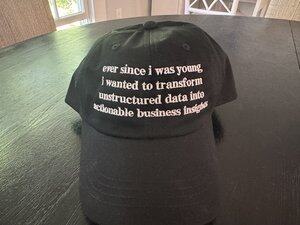 ever since i was young
i wanted to transform
unstructured data into
actionable business insights